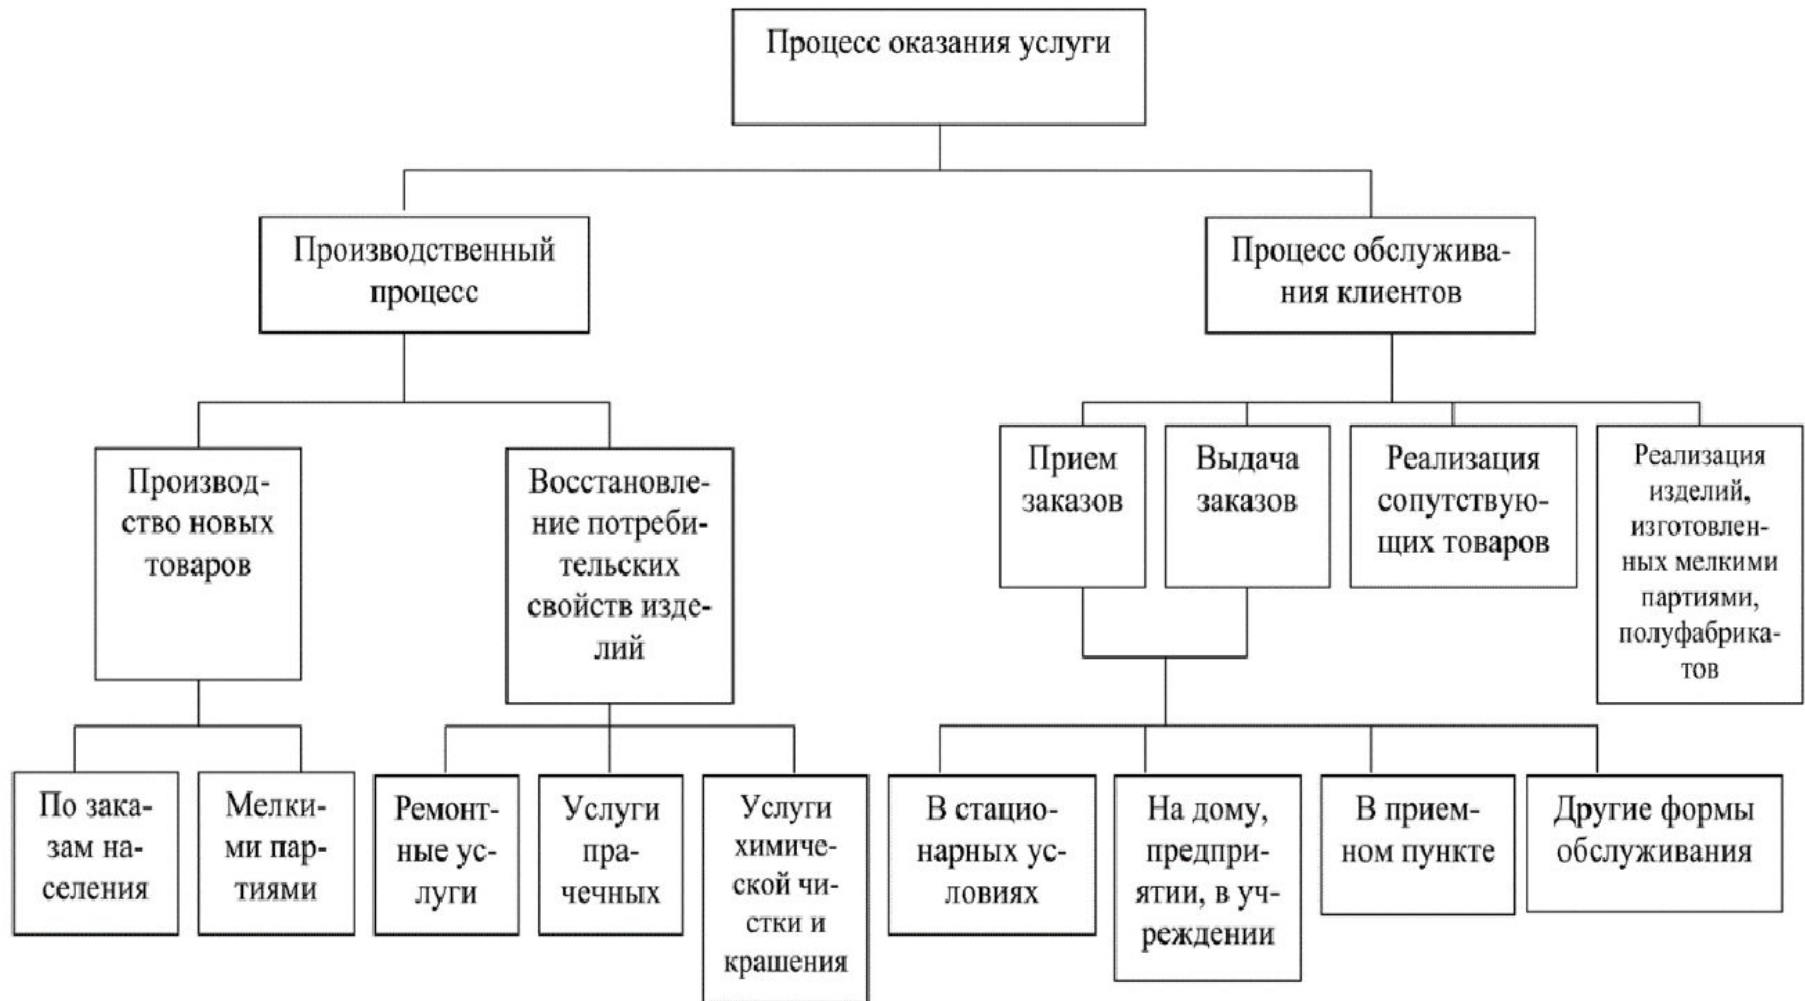 Процесс оказания услуги
Производственный
процесс
Процесс обслужива-
ния клиентов
Производ-
ство новых
товаров
Восстановле-
ние потреби-
тельских
свойств изде-
лий
Прием
заказов
Выдача
заказов
Реализация
сопутствую-
щих товаров
Реализация
изделий,
изготовлен-
ных мелкими
партиями,
полуфабрика-
тов
По зака-
зам на-
селения
Мелки-
ми пар-
тиями
Ремонт-
ные ус-
луги
Услуги
пра-
чечных
Услуги
химиче-
ской чи-
стки и
крашения
В стацио-
нарных ус-
ловиях
На дому,
предпри-
ятии, в уч-
реждении
В прием-
ном пункте
Другие формы
обслуживания